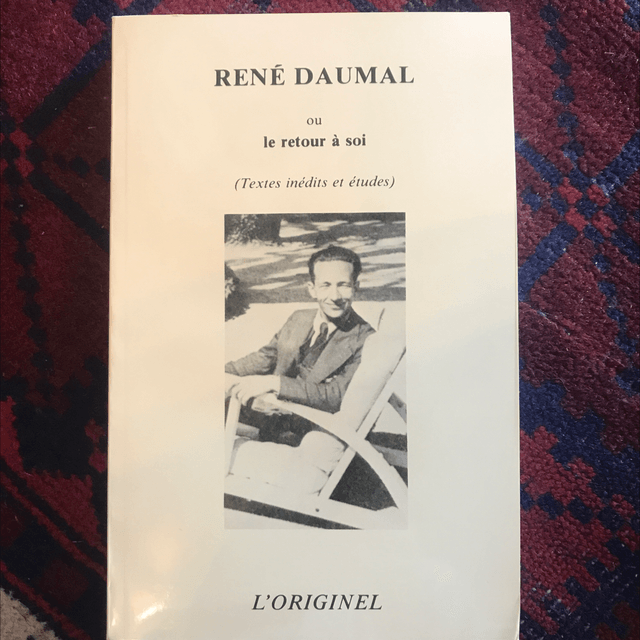 RENÉ DAUMAL
ou
le retour à soi
(Textes inédits et études)
L'ORIGINEL